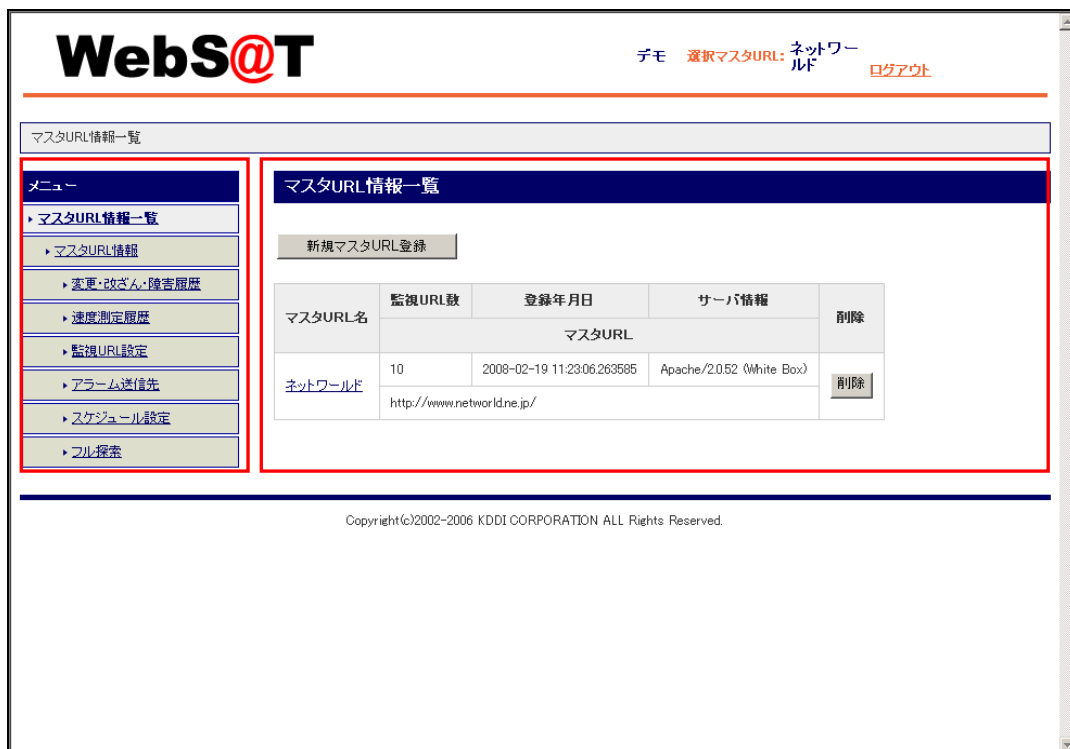 WebS@T
デモ 選択マスタURL: ネットワー
ルド
ログアウト
マスタURL情報一覧
メニュー
マスタURL情報一覧
マスタURL情報
変更・改ざん・障害履歴
速度測定履歴
監視URL設定
アラーム送信先
スケジュール設定
フル探索
マスタURL情報一覧
新規マスタURL登録
マスタURL名 監視URL数 登録年月日 サーバ情報 削除
マスタURL
ネットワールド 10 2008-02-19 11:23:06.263585 Apache/2.0.52 (White Box) 削除
http://www.networld.ne.jp/
Copyright(c)2002-2006 KDDI CORPORATION ALL Rights Reserved.